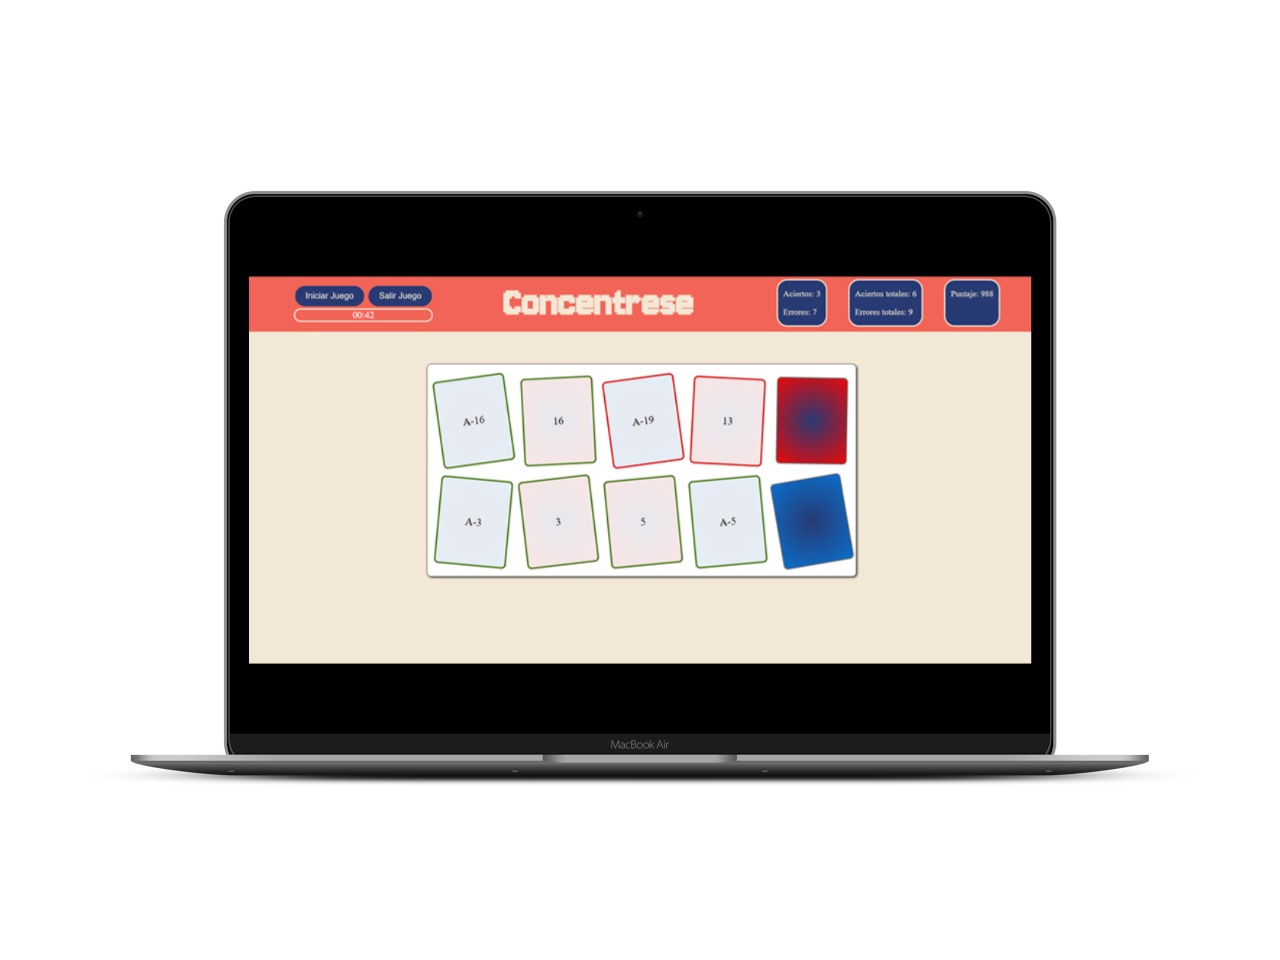 Iniciar Juego
Salir Juego
00:42
Concentrese
Aciertos: 3
Errores: 7
Aciertos totales: 6
Errores totales: 9
Puntaje: 988
A-16
16
A-19
13
A-3
3
5
A-5
MacBook Air